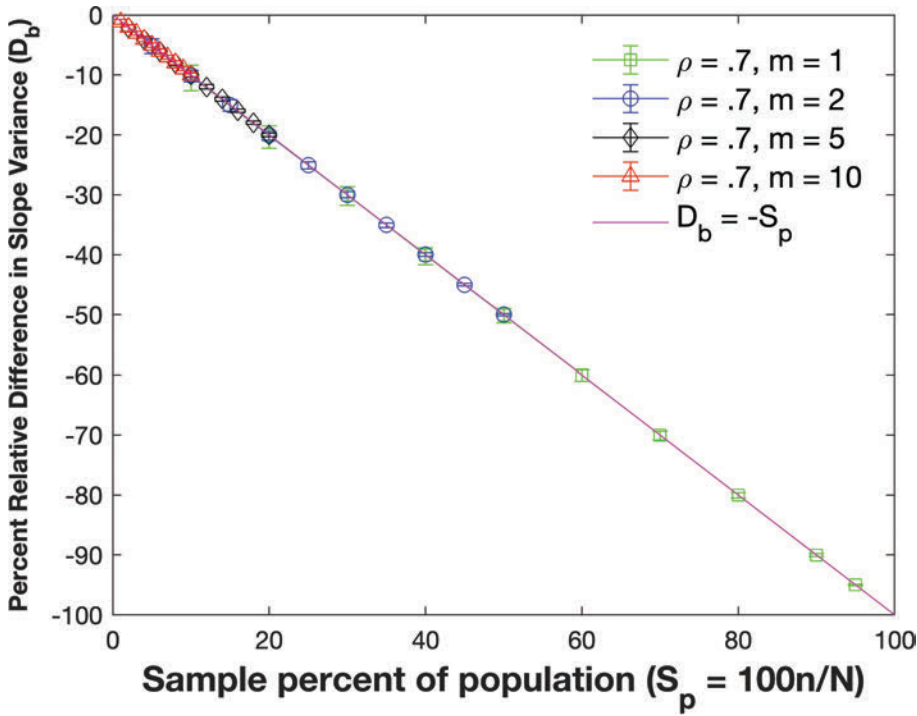 Percent Relative Difference in Slope Variance (D_b)
0
-10
-20
-30
-40
-50
-60
-70
-80
-90
-100
ρ = .7, m = 1
ρ = .7, m = 2
ρ = .7, m = 5
ρ = .7, m = 10
D_b = -S_p
0 20 40 60 80 100
Sample percent of population (S_p = 100n/N)